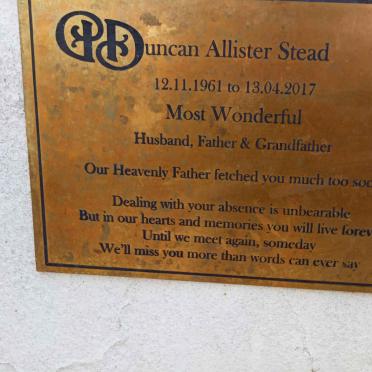 Duncan Allister Stead
12.11.1961 to 13.04.2017
Most Wonderful
Husband, Father & Grandfather
Our Heavenly Father fetched you much too soo
Dealing with your absence is unbearable
But in our hearts and memories you will live forev
Until we meet again, someday
We'll miss you more than words can ever say